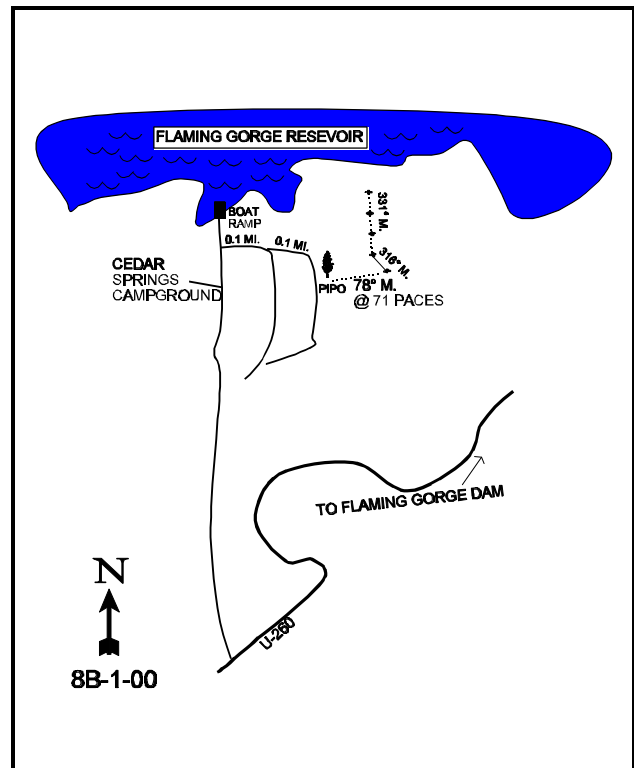 FLAMING GORGE RESEVOIR
BOAT
RAMP
331° M.
0.1 MI.
0.1 MI.
316° M.
CEDAR
SPRINGS
CAMPGROUND
PIPO
78° M.
@ 71 PACES
TO FLAMING GORGE DAM
N
U-260
8B-1-00